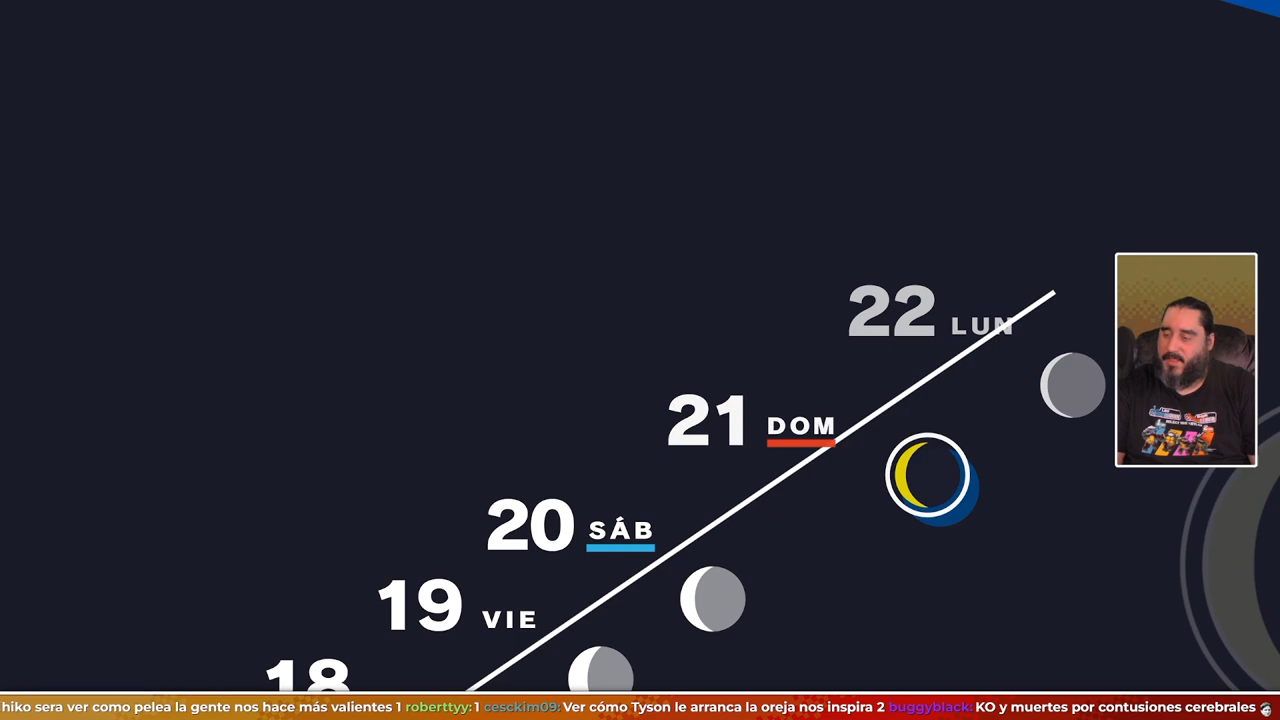 22 LUN
21 DOM
20 SÁB
19 VIE
18
hiko sera ver como pelea la gente nos hace más valientes 1 roberttyy: 1 cesckim09: Ver cómo Tyson le arranca la oreja nos inspira 2 buggyblack: KO y muertes por contusiones cerebrales